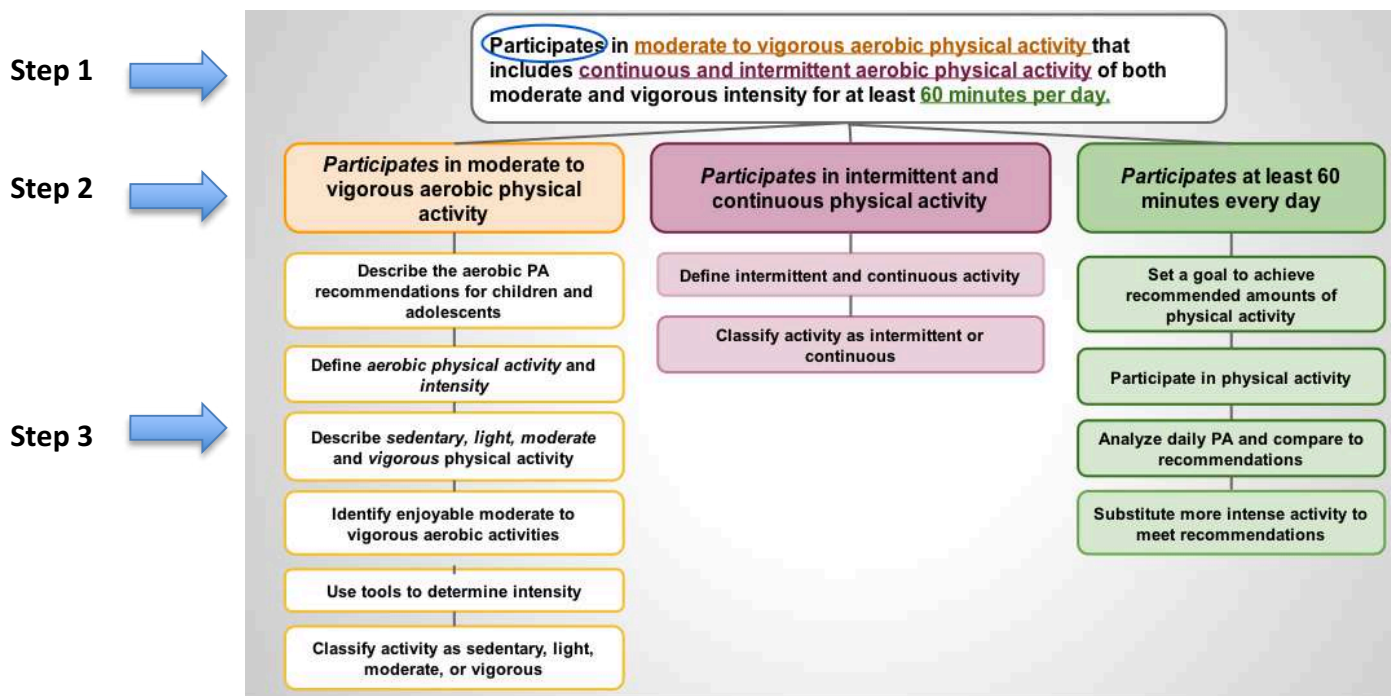 Step 1
Participates in moderate to vigorous aerobic physical activity that
includes continuous and intermittent aerobic physical activity of both
moderate and vigorous intensity for at least 60 minutes per day.
Step 2
Participates in moderate to
vigorous aerobic physical
activity
Participates in intermittent and
continuous physical activity
Participates at least 60
minutes every day
Step 3
Describe the aerobic PA
recommendations for children and
adolescents
Define aerobic physical activity and
intensity
Describe sedentary, light, moderate
and vigorous physical activity
Identify enjoyable moderate to
vigorous aerobic activities
Use tools to determine intensity
Classify activity as sedentary, light,
moderate, or vigorous
Define intermittent and continuous activity
Classify activity as intermittent or
continuous
Set a goal to achieve
recommended amounts of
physical activity
Participate in physical activity
Analyze daily PA and compare to
recommendations
Substitute more intense activity to
meet recommendations